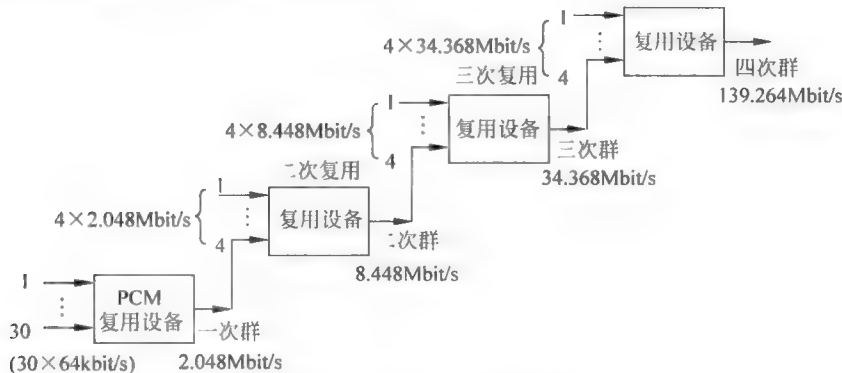 1
4×34.368Mbit/s
⋮
复用设备
三次复用
4
四次群
139.264Mbit/s
1
4×8.448Mbit/s
⋮
复用设备
4
三次群
34.368Mbit/s
二次复用
1
4×2.048Mbit/s
⋮
复用设备
4
二次群
8.448Mbit/s
1
⋮
PCM
复用设备
30
一次群
(30×64kbit/s)
2.048Mbit/s